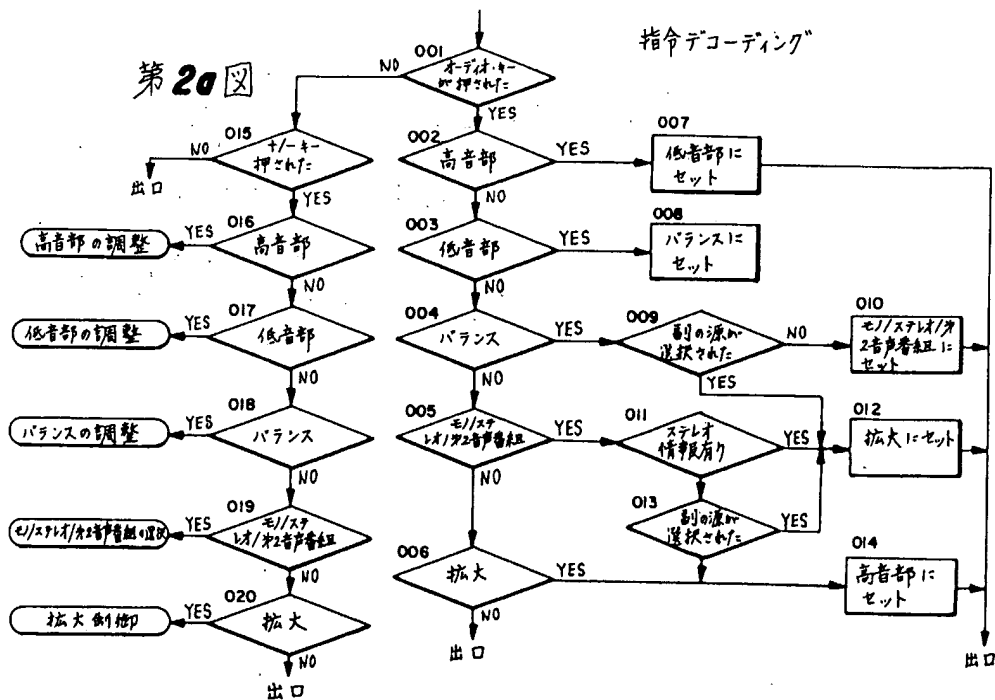 指令デコーディング
第2a図
001
オーディオ・キー
が押された
NO
YES
015
+/-キー
押された
NO
出口
YES
002
高音部
YES
NO
007
低音部に
セット
016
高音部
YES
高音部の調整
NO
003
低音部
YES
NO
008
バランスに
セット
017
低音部
YES
低音部の調整
NO
004
バランス
YES
NO
009
副の源が
選択された
NO
YES
010
モノ/ステレオ/第
2音声番組に
セット
018
バランス
YES
バランスの調整
NO
005
モノ/ステ
レオ/第2音声番組
YES
NO
011
ステレオ
情報有り
YES
012
拡大にセット
019
モノ/ステ
レオ/第2音声番組
YES
モノ/ステレオ/第2音声番組の選択
NO
013
副の源が
選択された
YES
006
拡大
YES
NO
出口
014
高音部に
セット
出口
020
拡大
YES
拡大制御
NO
出口